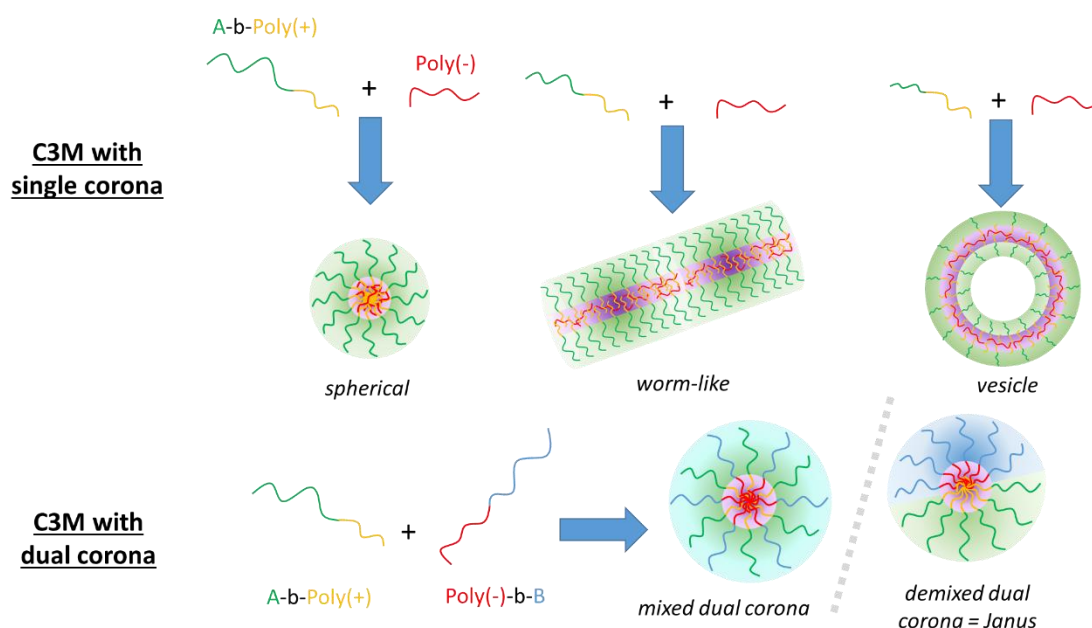 A-b-Poly(+)
Poly(-)
+
+
+
C3M with
single corona
spherical
worm-like
vesicle
C3M with
dual corona
+
A-b-Poly(+)
Poly(-)-b-B
mixed dual corona
demixed dual
corona = Janus